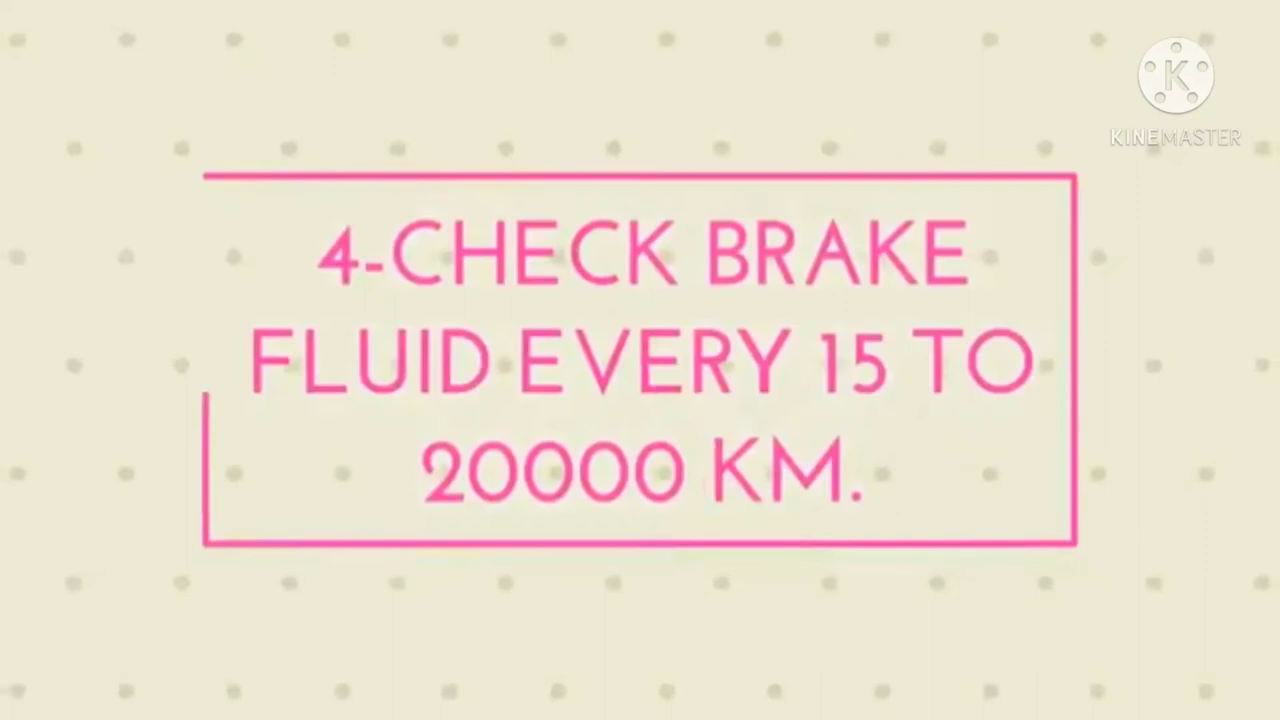 K
KINEMASTER
4-CHECK BRAKE
FLUID EVERY 15 TO
20000 KM.